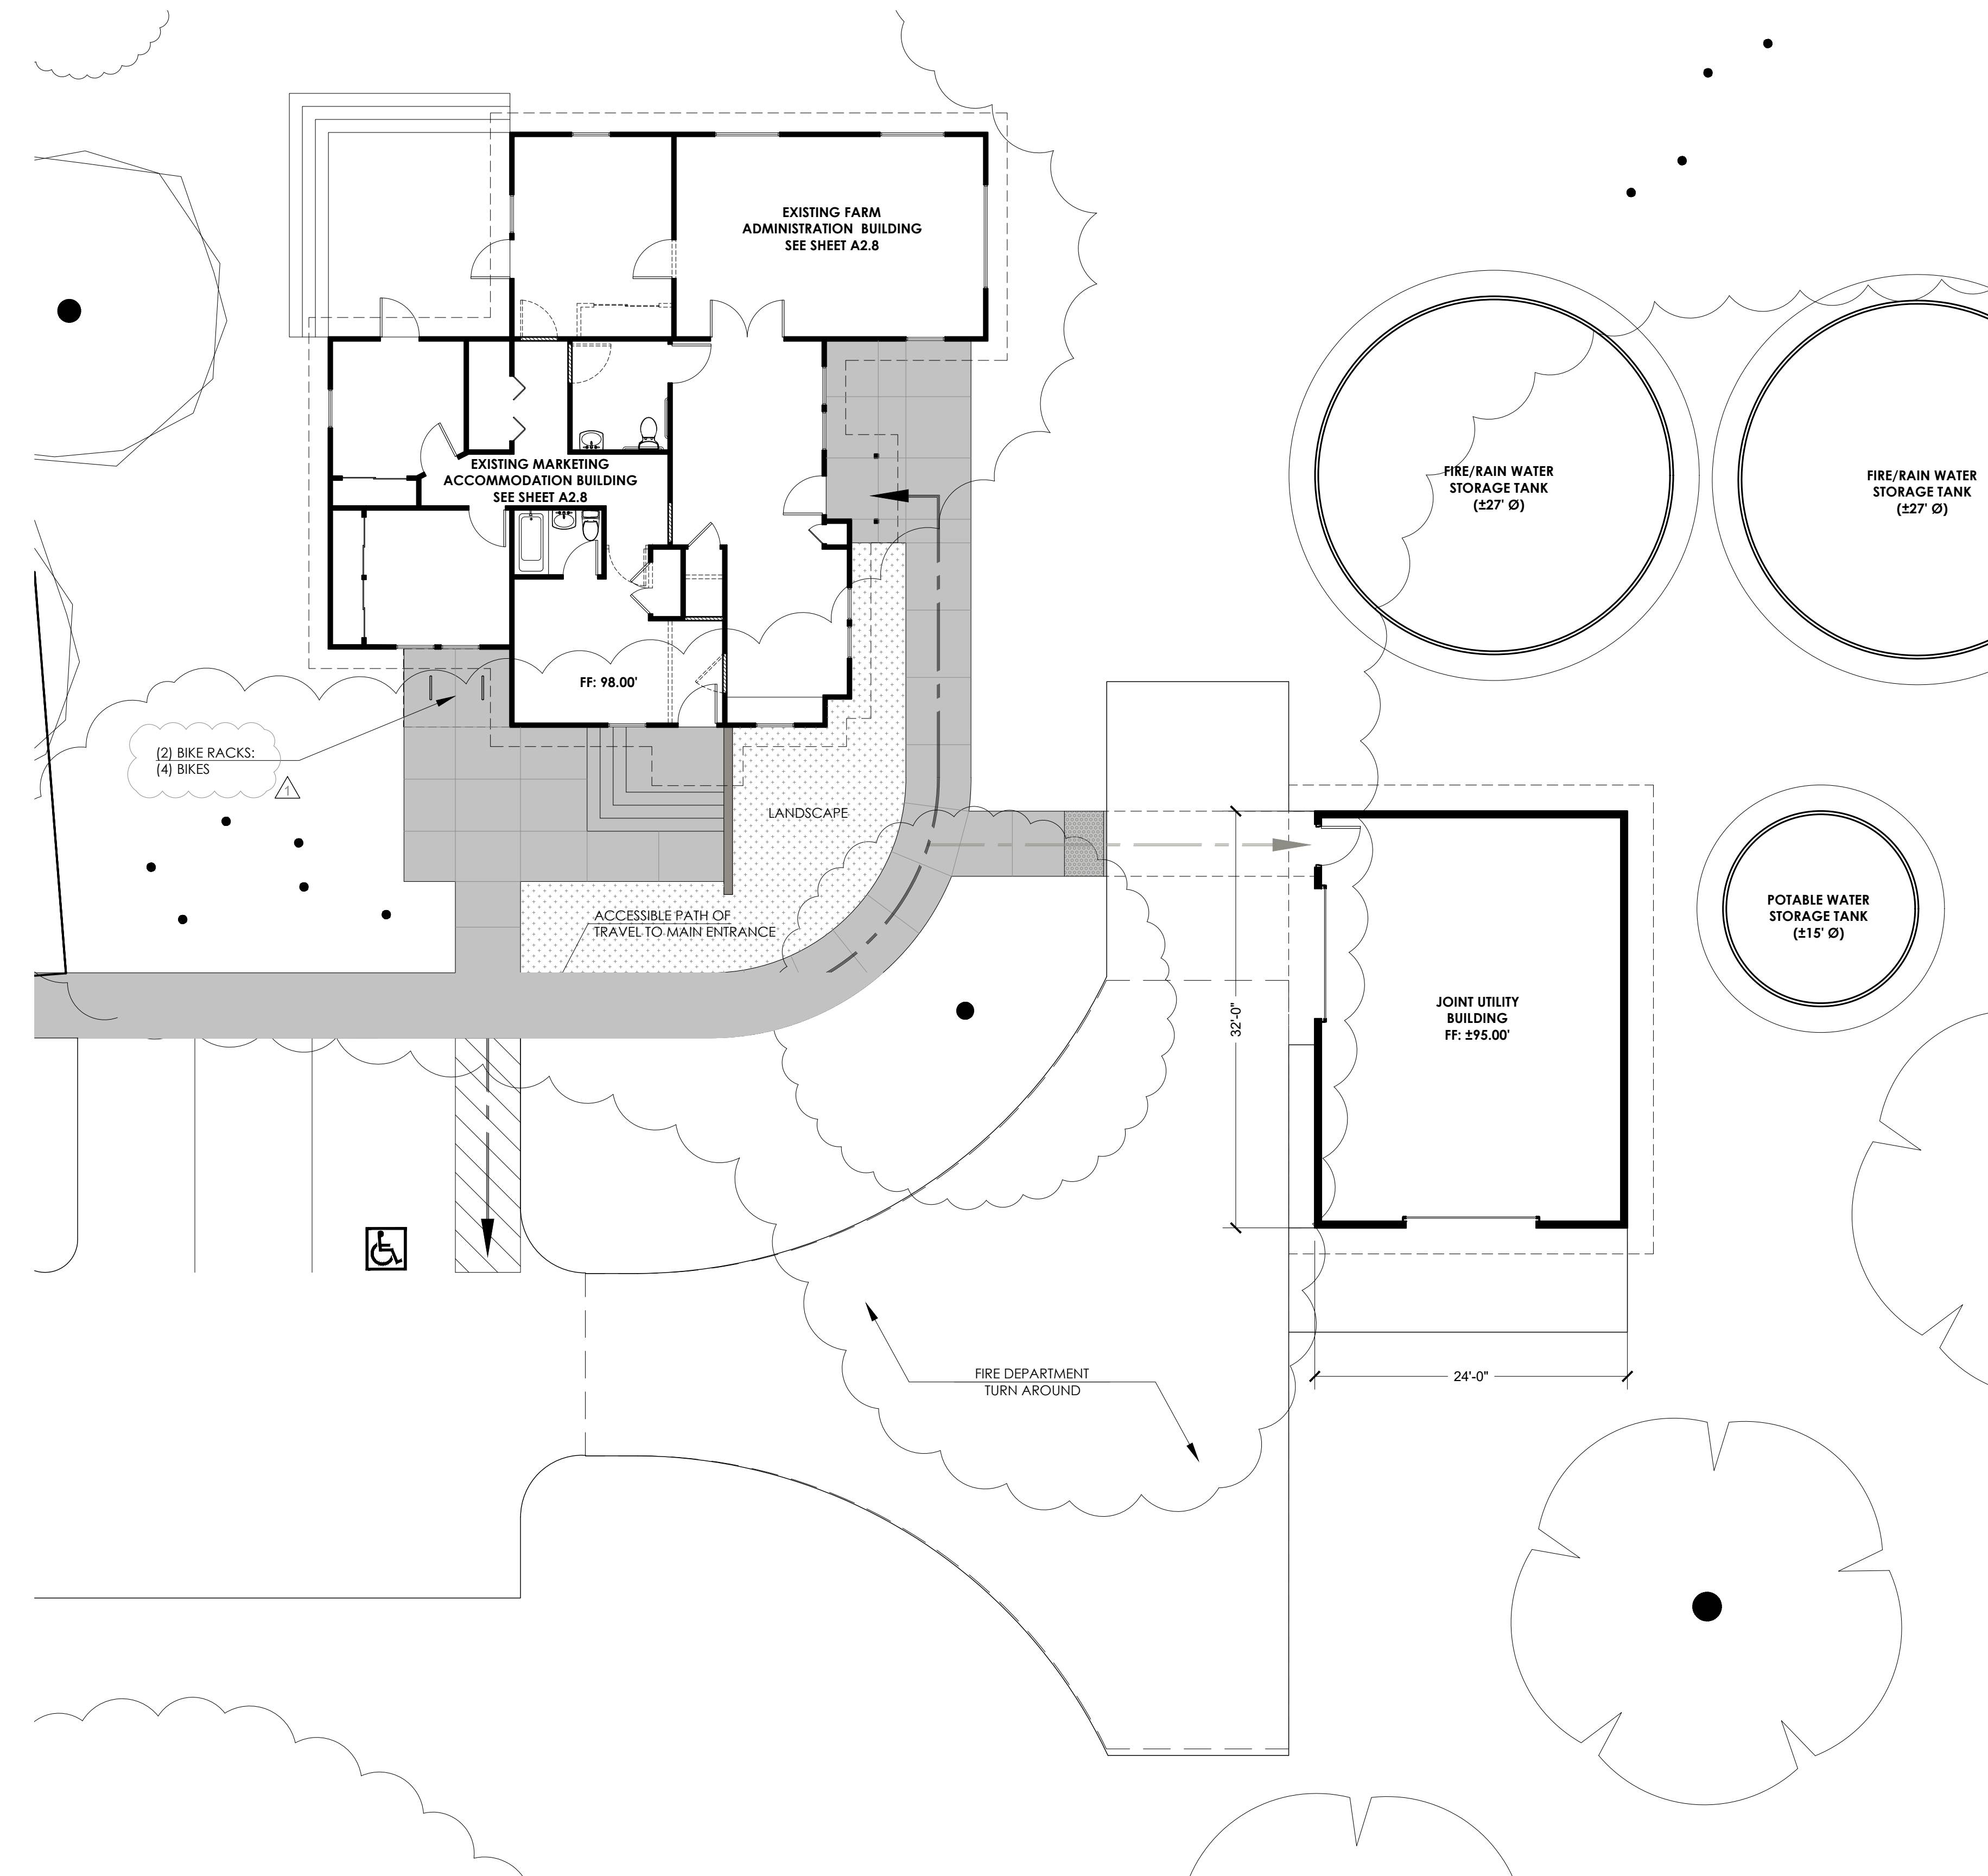 EXISTING FARM
ADMINISTRATION BUILDING
SEE SHEET A2.8
EXISTING MARKETING
ACCOMMODATION BUILDING
SEE SHEET A2.8
FIRE/RAIN WATER
STORAGE TANK
(±27' Ø)
FIRE/RAIN WATER
STORAGE TANK
(±27' Ø)
FF: 98.00'
(2) BIKE RACKS:
(4) BIKES
1
LANDSCAPE
ACCESSIBLE PATH OF
TRAVEL TO MAIN ENTRANCE
POTABLE WATER
STORAGE TANK
(±15' Ø)
32'-0"
JOINT UTILITY
BUILDING
FF: ±95.00'
FIRE DEPARTMENT
TURN AROUND
24'-0"